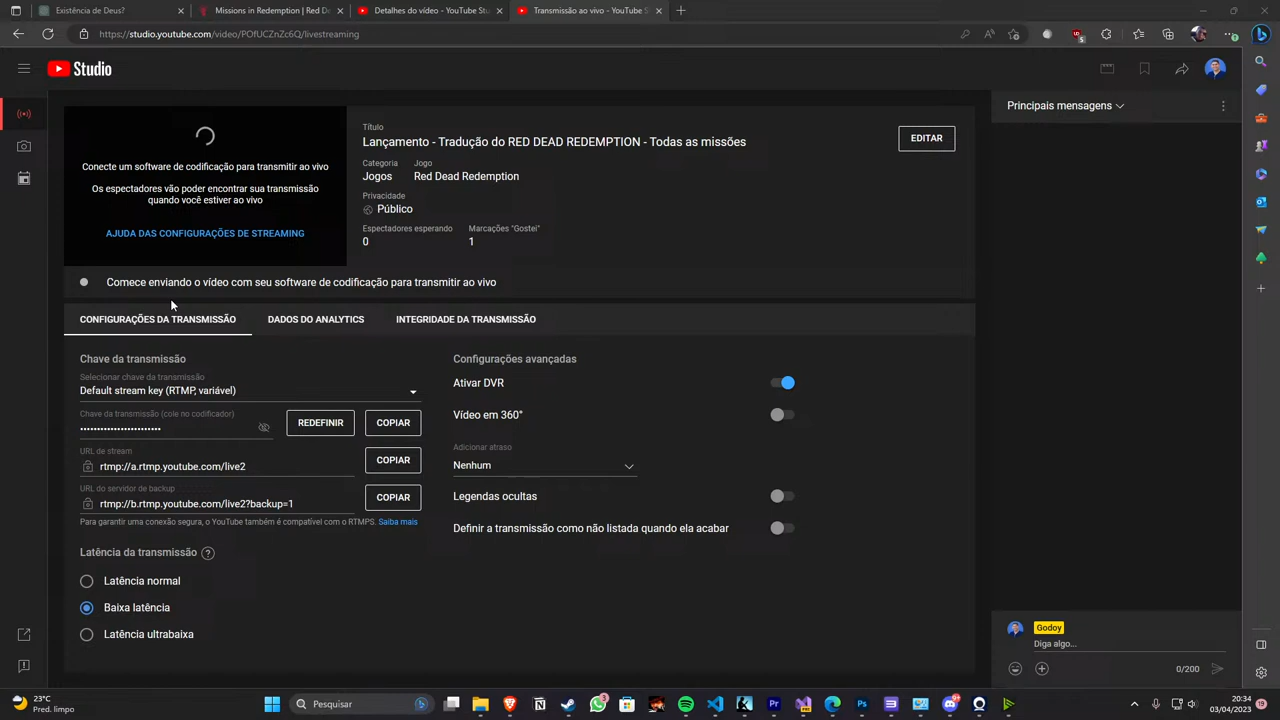 Existência de Deus?
Missions in Redemption | Red De
Detalhes do vídeo - YouTube Stu
Transmissão ao vivo - YouTube S
https://studio.youtube.com/video/POfUCZnZc6Q/livestreaming
Studio
Principais mensagens
Conecte um software de codificação para transmitir ao vivo
Os espectadores vão poder encontrar sua transmissão
quando você estiver ao vivo
AJUDA DAS CONFIGURAÇÕES DE STREAMING
Título
Lançamento - Tradução do RED DEAD REDEMPTION - Todas as missões
EDITAR
Categoria Jogo
Jogos Red Dead Redemption
Privacidade
Público
Espectadores esperando Marcações "Gostei"
0 1
Comece enviando o vídeo com seu software de codificação para transmitir ao vivo
CONFIGURAÇÕES DA TRANSMISSÃO DADOS DO ANALYTICS INTEGRIDADE DA TRANSMISSÃO
Chave da transmissão
Selecionar chave da transmissão
Default stream key (RTMP, variável)
Chave da transmissão (cole no codificador)
REDEFINIR COPIAR
URL de stream
rtmp://a.rtmp.youtube.com/live2
COPIAR
URL do servidor de backup
rtmp://b.rtmp.youtube.com/live2?backup=1
COPIAR
Para garantir uma conexão segura, o YouTube também é compatível com o RTMPS. Saiba mais
Latência da transmissão
Latência normal
Baixa latência
Latência ultrabaixa
Configurações avançadas
Ativar DVR
Vídeo em 360°
Adicionar atraso
Nenhum
Legendas ocultas
Definir a transmissão como não listada quando ela acabar
Godoy
Diga algo...
0/200
23°C
Pred. limpo
Pesquisar
3
9+
20:34
03/04/2023